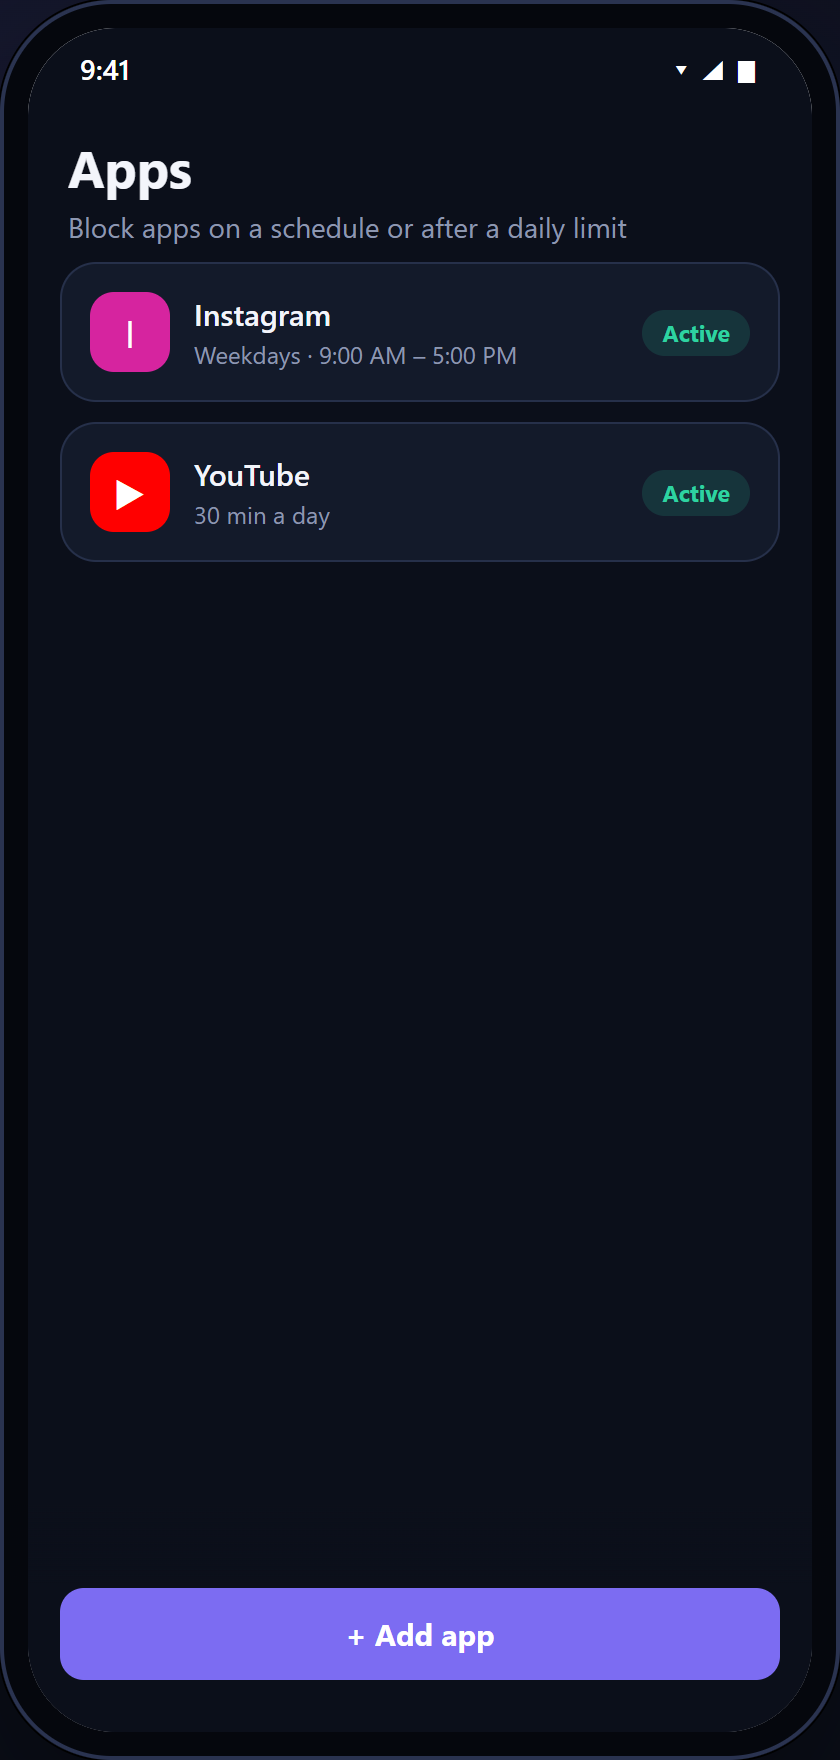 9:41
Apps
Block apps on a schedule or after a daily limit
I
Instagram
Weekdays · 9:00 AM – 5:00 PM
Active
YouTube
30 min a day
Active
+ Add app